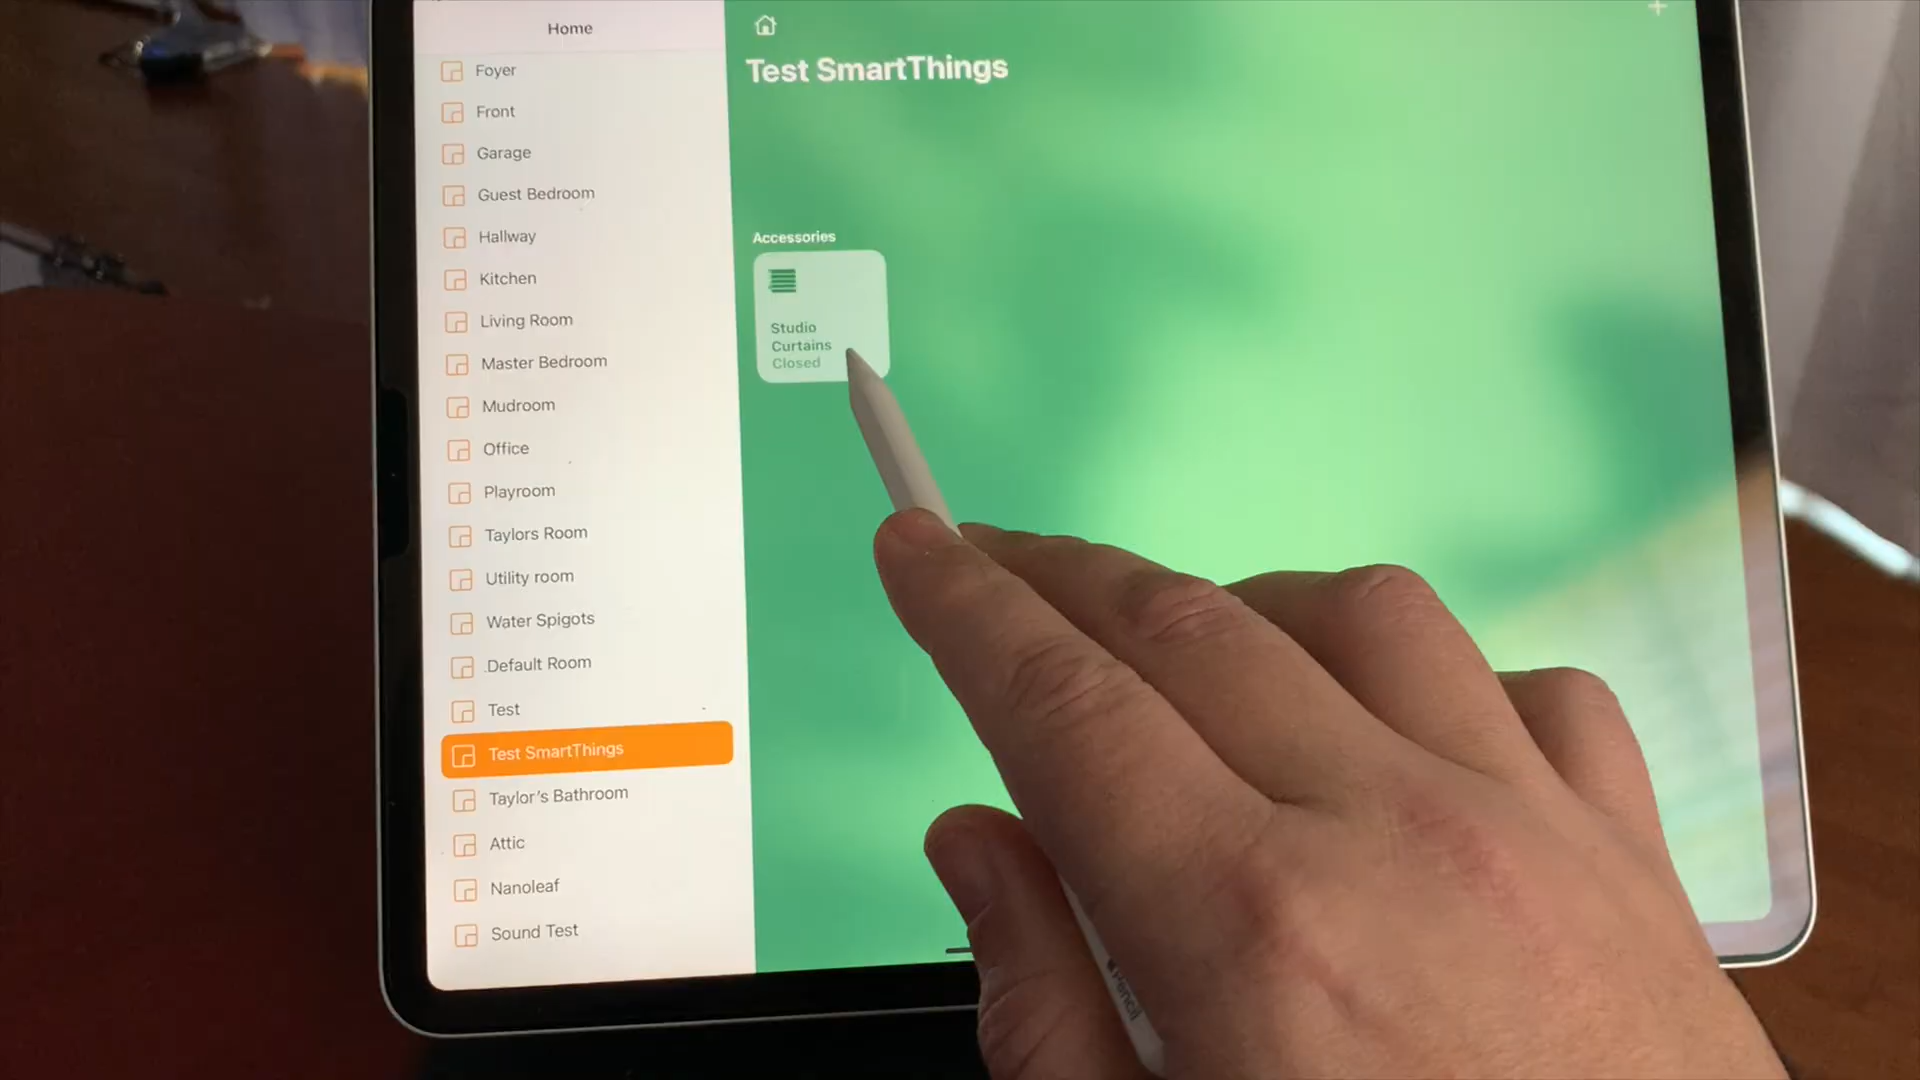 Home
Foyer
Front
Garage
Guest Bedroom
Hallway
Kitchen
Living Room
Master Bedroom
Mudroom
Office
Playroom
Taylors Room
Utility room
Water Spigots
Default Room
Test
Test SmartThings
Taylor's Bathroom
Attic
Nanoleaf
Sound Test
Test SmartThings
Accessories
Studio
Curtains
Closed
Pencil